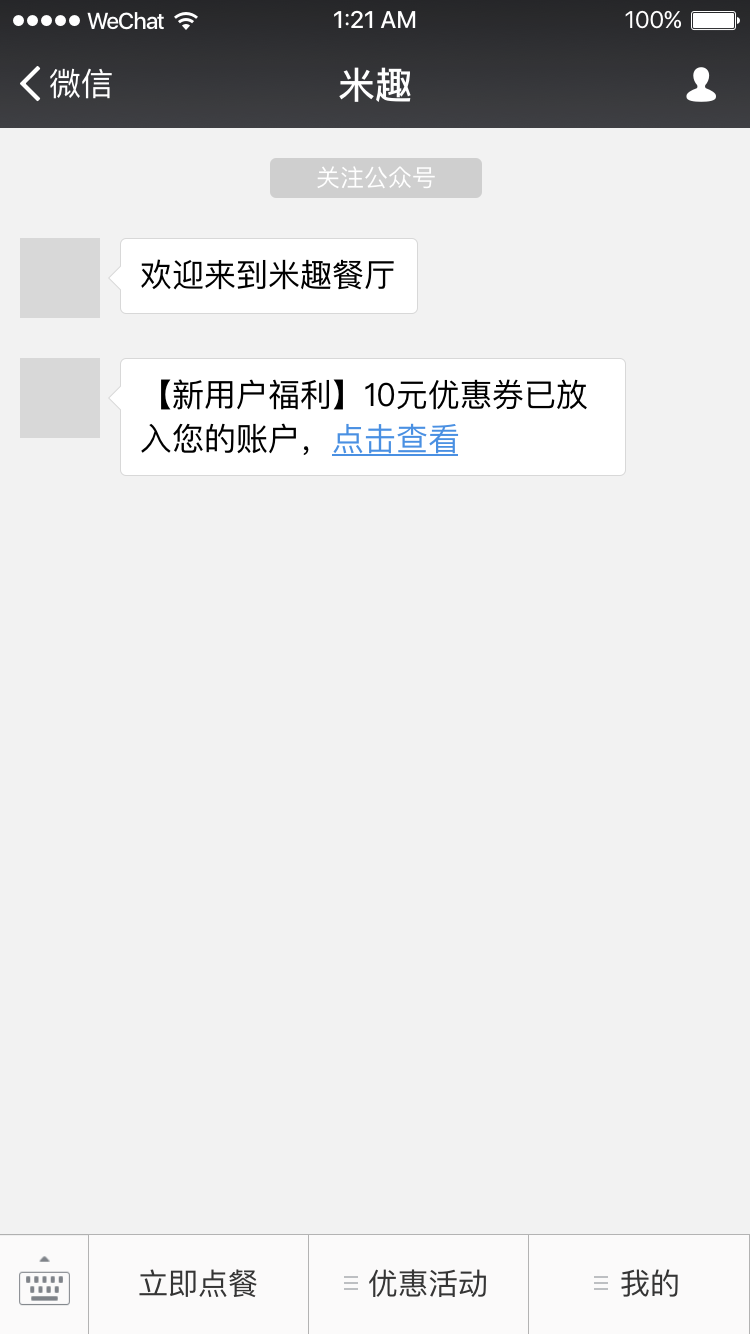 WeChat 1:21 AM 100%
微信 米趣
关注公众号
欢迎来到米趣餐厅
【新用户福利】10元优惠券已放
入您的账户，点击查看
立即点餐 优惠活动 我的